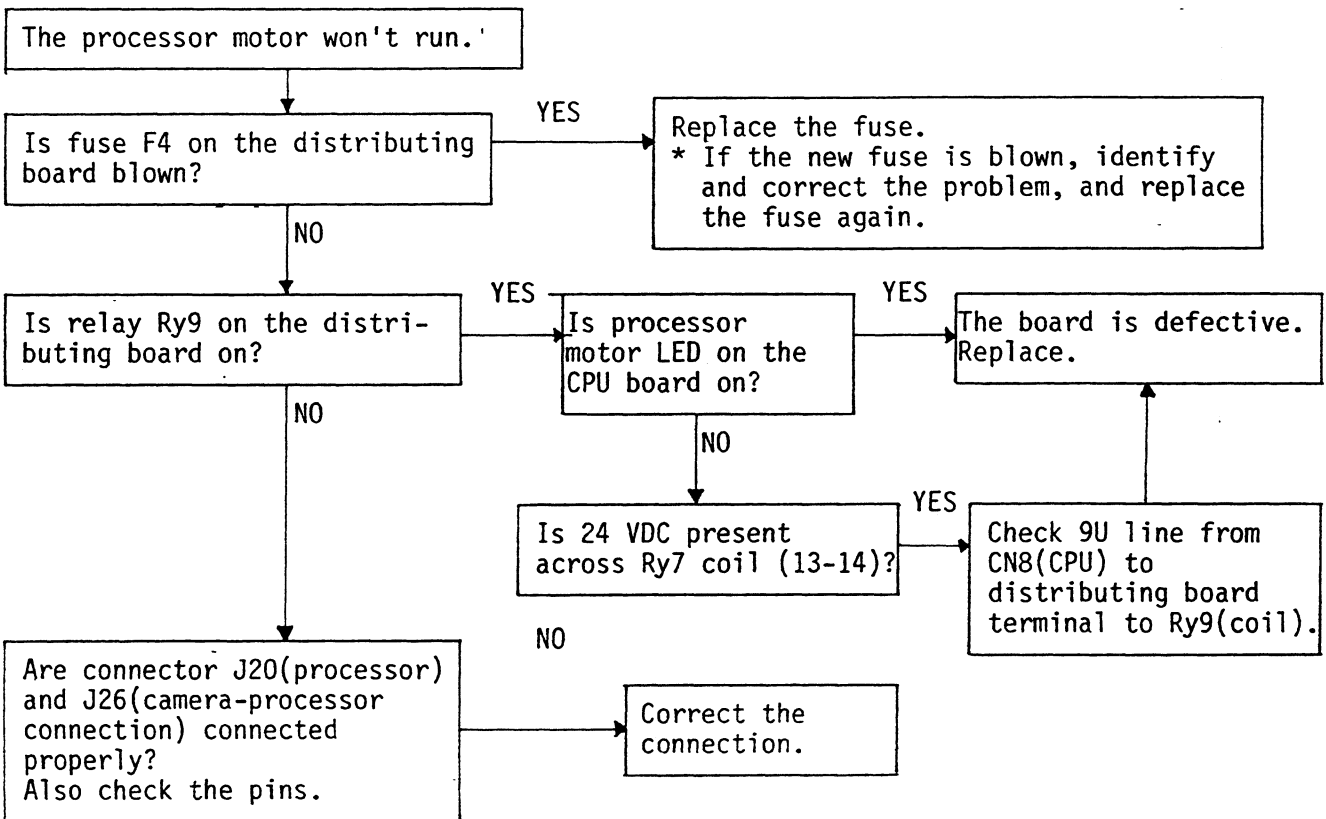 The processor motor won't run.
Is fuse F4 on the distributing
board blown?
YES
Replace the fuse.
* If the new fuse is blown, identify
and correct the problem, and replace
the fuse again.
NO
Is relay Ry9 on the distri-
buting board on?
YES
Is processor
motor LED on the
CPU board on?
YES
The board is defective.
Replace.
NO
NO
Is 24 VDC present
across Ry7 coil (13-14)?
YES
Check 9U line from
CN8(CPU) to
distributing board
terminal to Ry9(coil).
Are connector J20(processor)
and J26(camera-processor
connection) connected
properly?
Also check the pins.
NO
Correct the
connection.